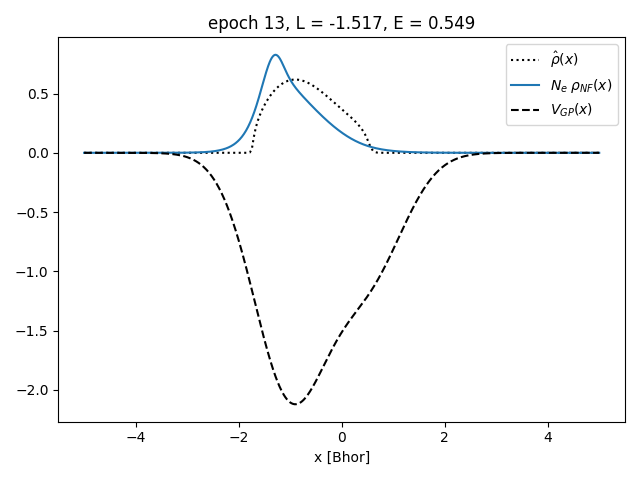 epoch 13, L = -1.517, E = 0.549
ρ̂(x)
N_e ρ_NF(x)
V_GP(x)
0.5
0.0
−0.5
−1.0
−1.5
−2.0
−4 −2 0 2 4
x [Bhor]